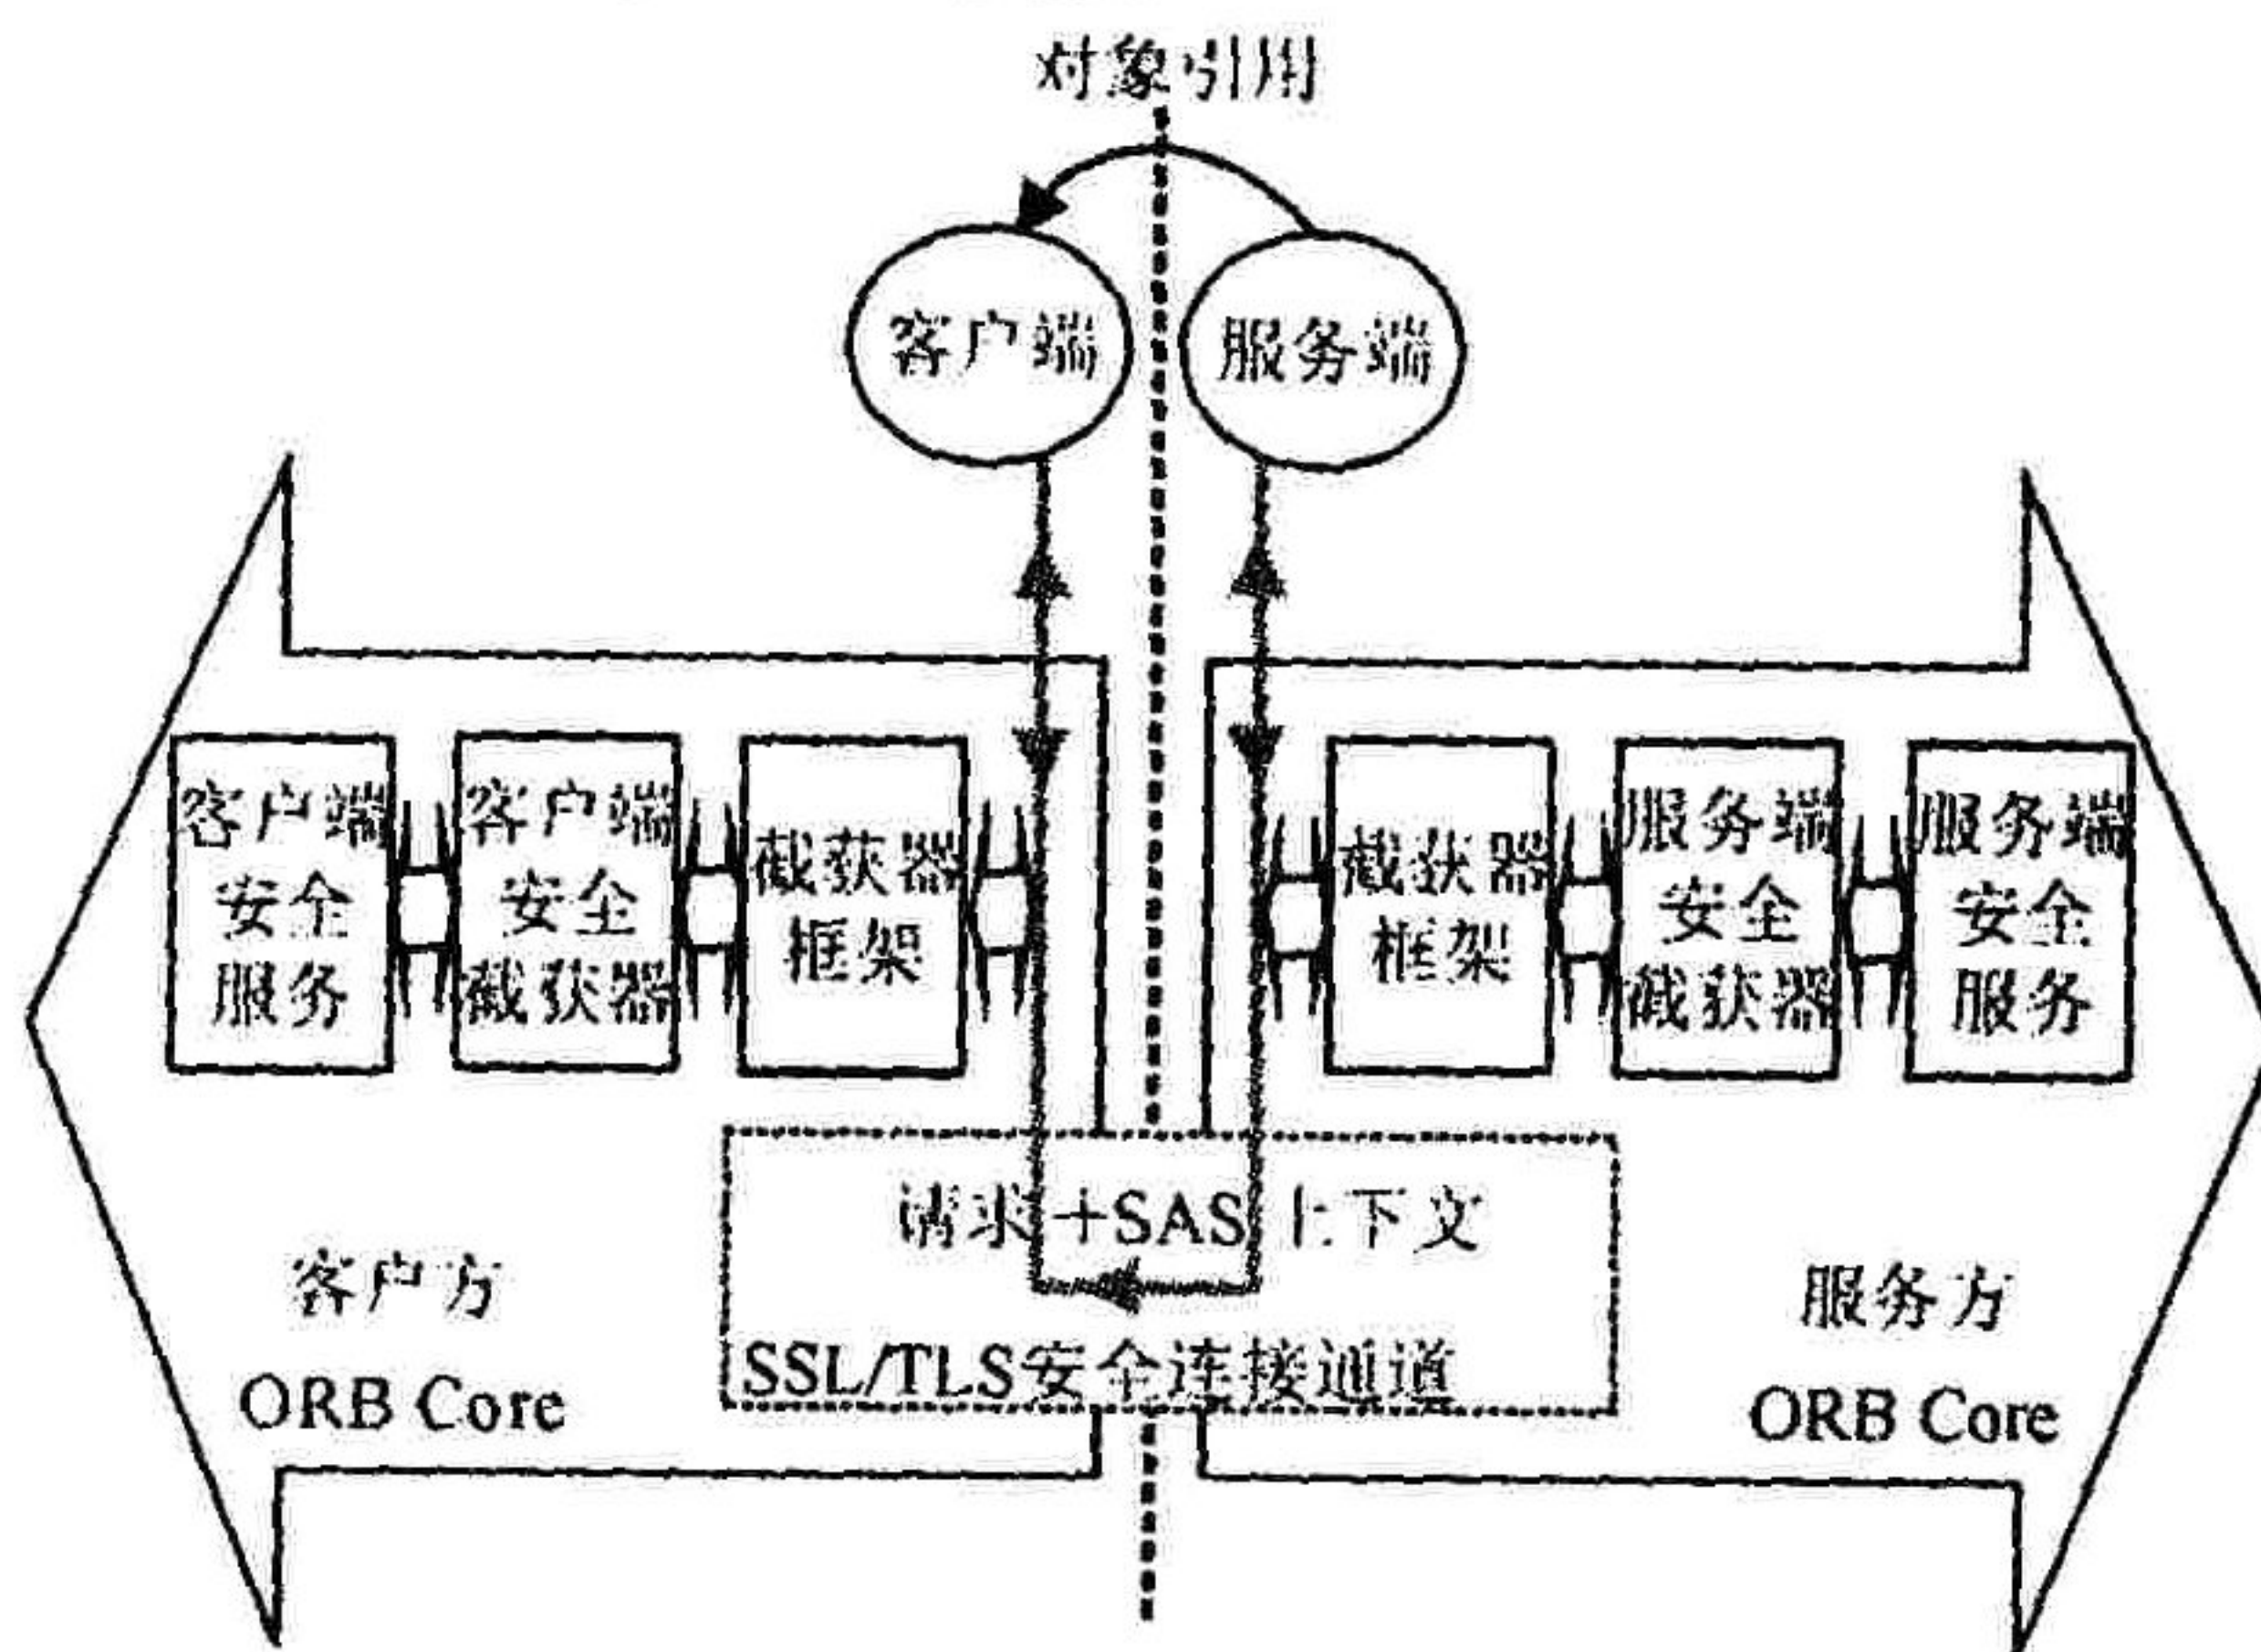 对象引用
客户端
服务端
客户端
安全
服务
客户端
安全
截获器
截获器
框架
截获器
框架
服务端
安全
截获器
服务端
安全
服务
请求+SAS上下文
SSL/TLS安全连接通道
客户方
ORB Core
服务方
ORB Core